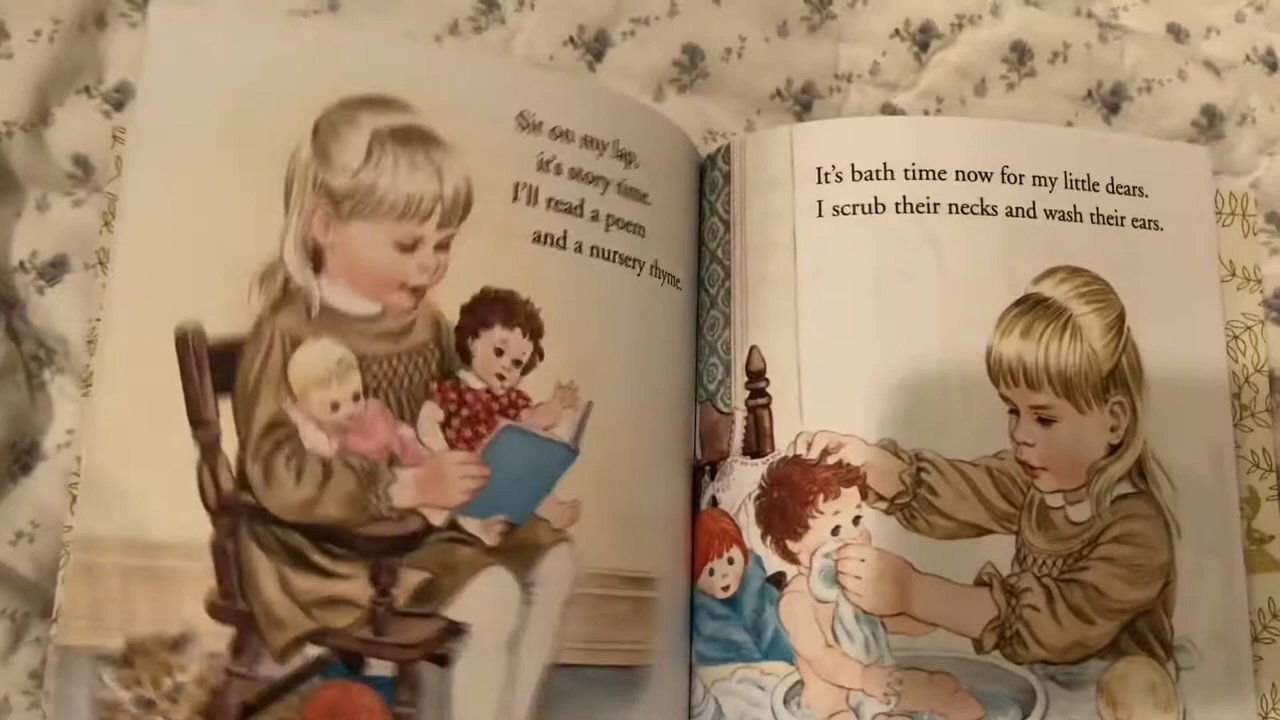 Sit on my lap,
it's story time.
I'll read a poem
and a nursery rhyme.
It's bath time now for my little dears.
I scrub their necks and wash their ears.